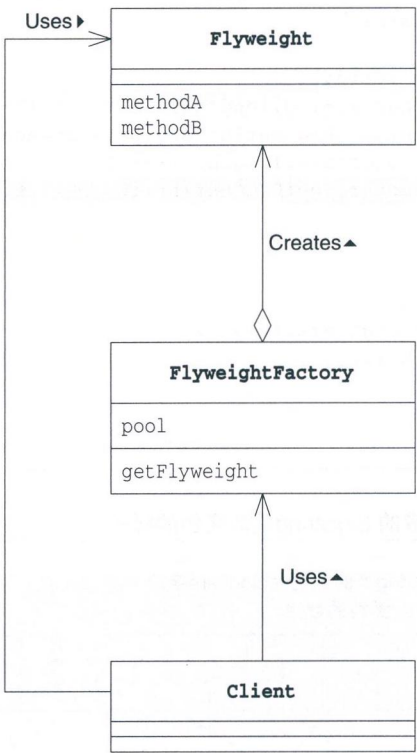 Uses ▶
Flyweight
methodA
methodB
Creates ▲
FlyweightFactory
pool
getFlyweight
Uses ▲
Client